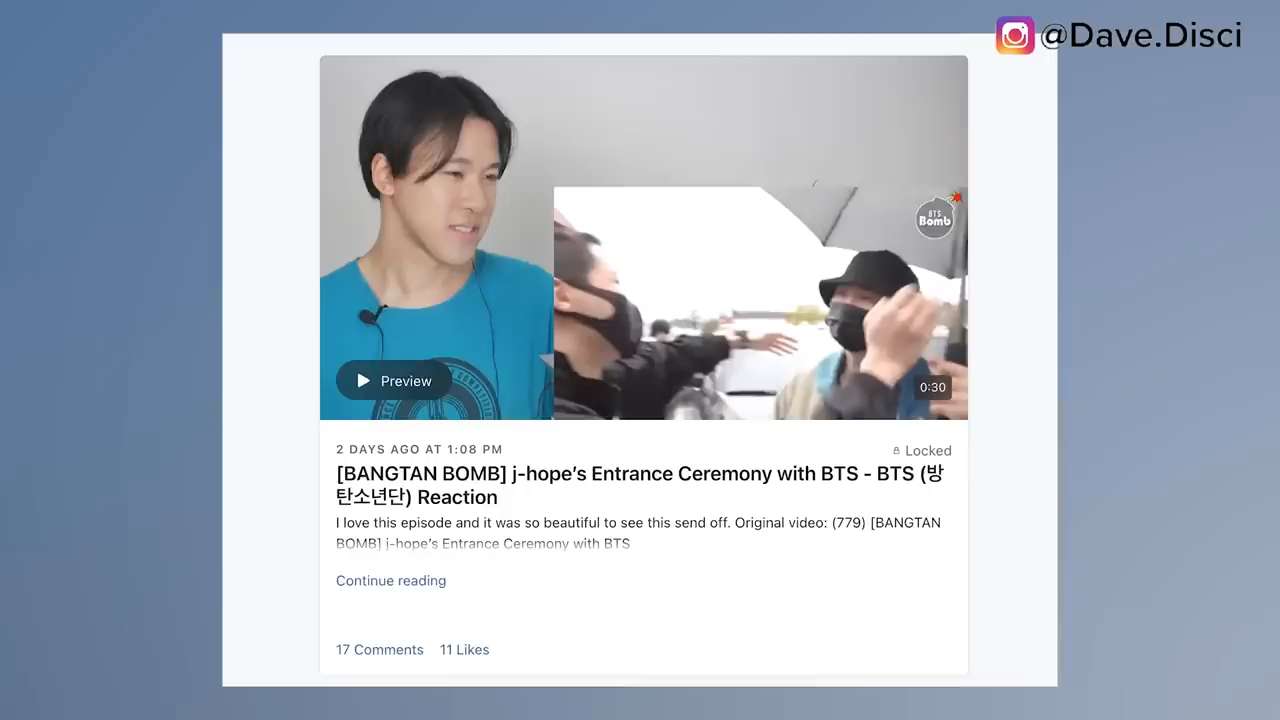 @Dave.Disci
BTS
Bomb
Preview
0:30
2 DAYS AGO AT 1:08 PM
Locked
[BANGTAN BOMB] j-hope’s Entrance Ceremony with BTS - BTS (방
탄소년단) Reaction
I love this episode and it was so beautiful to see this send off. Original video: (779) [BANGTAN
BOMB] j-hope’s Entrance Ceremony with BTS
Continue reading
17 Comments 11 Likes